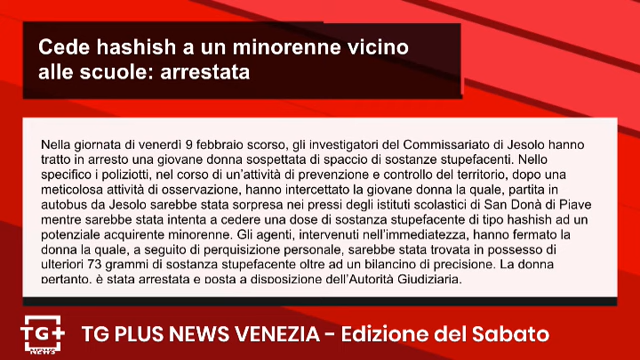 Cede hashish a un minorenne vicino
alle scuole: arrestata
Nella giornata di venerdì 9 febbraio scorso, gli investigatori del Commissariato di Jesolo hanno
tratto in arresto una giovane donna sospettata di spaccio di sostanze stupefacenti. Nello
specifico i poliziotti, nel corso di un'attività di prevenzione e controllo del territorio, dopo una
meticolosa attività di osservazione, hanno intercettato la giovane donna la quale, partita in
autobus da Jesolo sarebbe stata sorpresa nei pressi degli istituti scolastici di San Donà di Piave
mentre sarebbe stata intenta a cedere una dose di sostanza stupefacente di tipo hashish ad un
potenziale acquirente minorenne. Gli agenti, intervenuti nell'immediatezza, hanno fermato la
donna la quale, a seguito di perquisizione personale, sarebbe stata trovata in possesso di
ulteriori 73 grammi di sostanza stupefacente oltre ad un bilancino di precisione. La donna
pertanto, è stata arrestata e posta a disposizione dell'Autorità Giudiziaria.
TG+
NEWS
TG PLUS NEWS VENEZIA - Edizione del Sabato